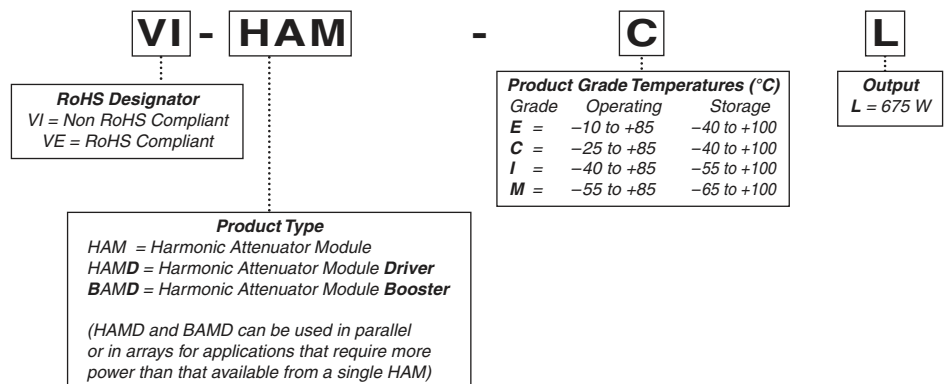 VI - HAM - C L
RoHS Designator
VI = Non RoHS Compliant
VE = RoHS Compliant
Product Grade Temperatures (°C)
Grade Operating Storage
E = –10 to +85 –40 to +100
C = –25 to +85 –40 to +100
I = –40 to +85 –55 to +100
M = –55 to +85 –65 to +100
Output
L = 675 W
Product Type
HAM = Harmonic Attenuator Module
HAMD = Harmonic Attenuator Module Driver
BAMD = Harmonic Attenuator Module Booster
(HAMD and BAMD can be used in parallel
or in arrays for applications that require more
power than that available from a single HAM)